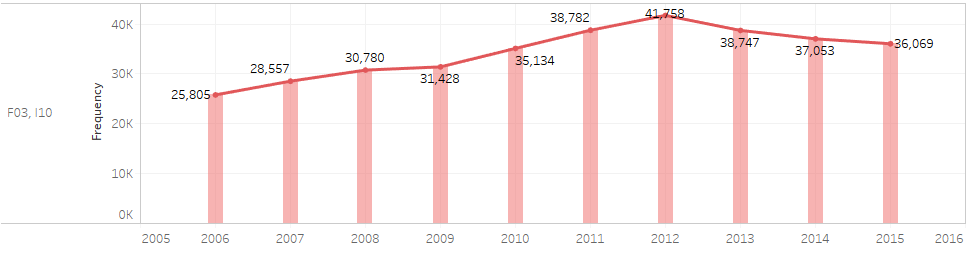 40K
30K
20K
10K
0K
Frequency
F03, I10
25,805
28,557
30,780
31,428
35,134
38,782
41,758
38,747
37,053
36,069
2005 2006 2007 2008 2009 2010 2011 2012 2013 2014 2015 2016